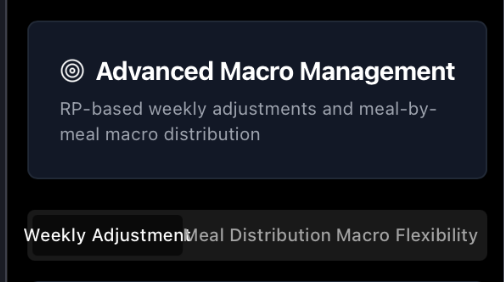 Advanced Macro Management
RP-based weekly adjustments and meal-by-
meal macro distribution
Weekly Adjustment Meal Distribution Macro Flexibility